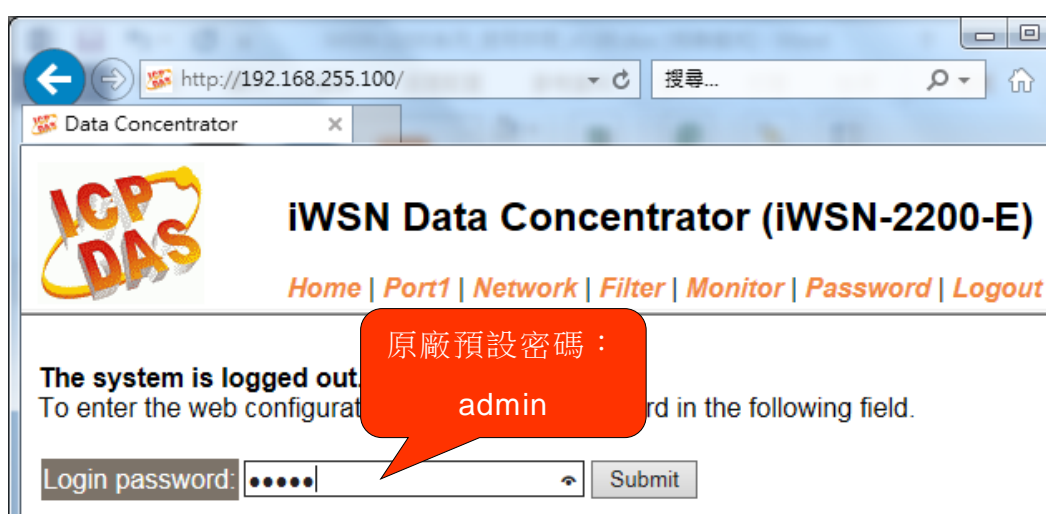 http://192.168.255.100/
搜尋...
Data Concentrator
ICP
DAS
iWSN Data Concentrator (iWSN-2200-E)
Home | Port1 | Network | Filter | Monitor | Password | Logout
原廠預設密碼：
admin
The system is logged out.
To enter the web configurat rd in the following field.
Login password: ●●●●● Submit